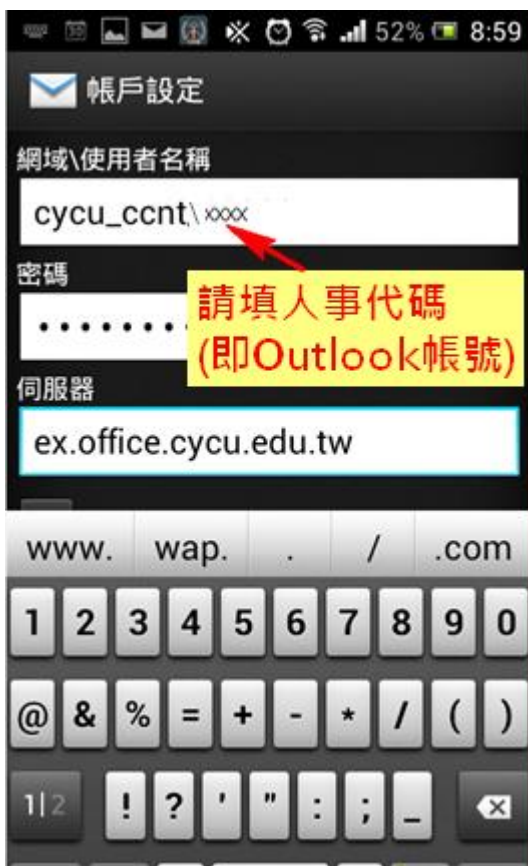 52% 8:59
帳戶設定
網域\使用者名稱
cycu_ccnt\xxxx
密碼
請填人事代碼
(即Outlook帳號)
伺服器
ex.office.cycu.edu.tw
www. wap. . / .com
1 2 3 4 5 6 7 8 9 0
@ & % = + - * / ( )
1|2 ! ? ' " : ; _